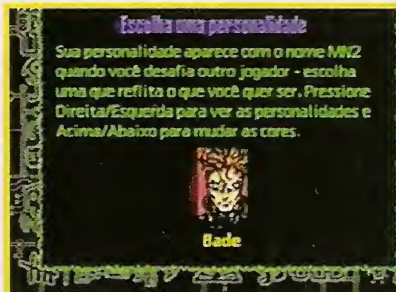 Escolha uma personalidade
Sua personalidade aparece com o nome MN2
quando você desafia outro jogador - escolha
uma que reflita o que você quer ser. Pressione
Direita/Esquerda para ver as personalidades e
Acima/Abaixo para mudar as cores.
Bade